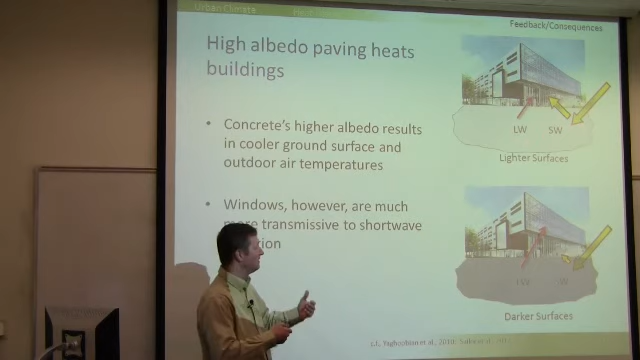 Urban Climate
Feedback/Consequences
High albedo paving heats
buildings
• Concrete's higher albedo results
in cooler ground surface and
outdoor air temperatures
• Windows, however, are much
more transmissive to shortwave
LW SW
Lighter Surfaces
LW W
Darker Surfaces